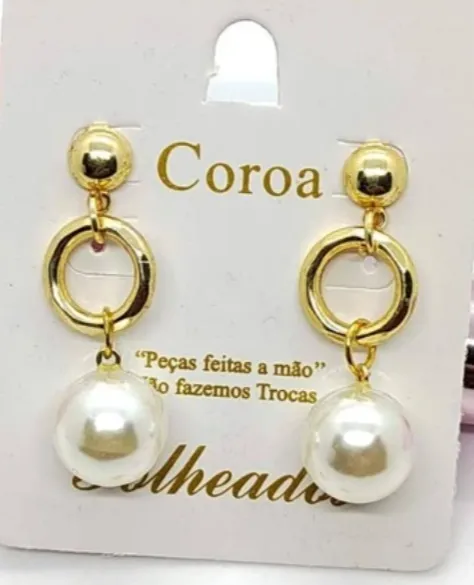 Coroa
“Peças feitas a mão”
fazemos Trocas